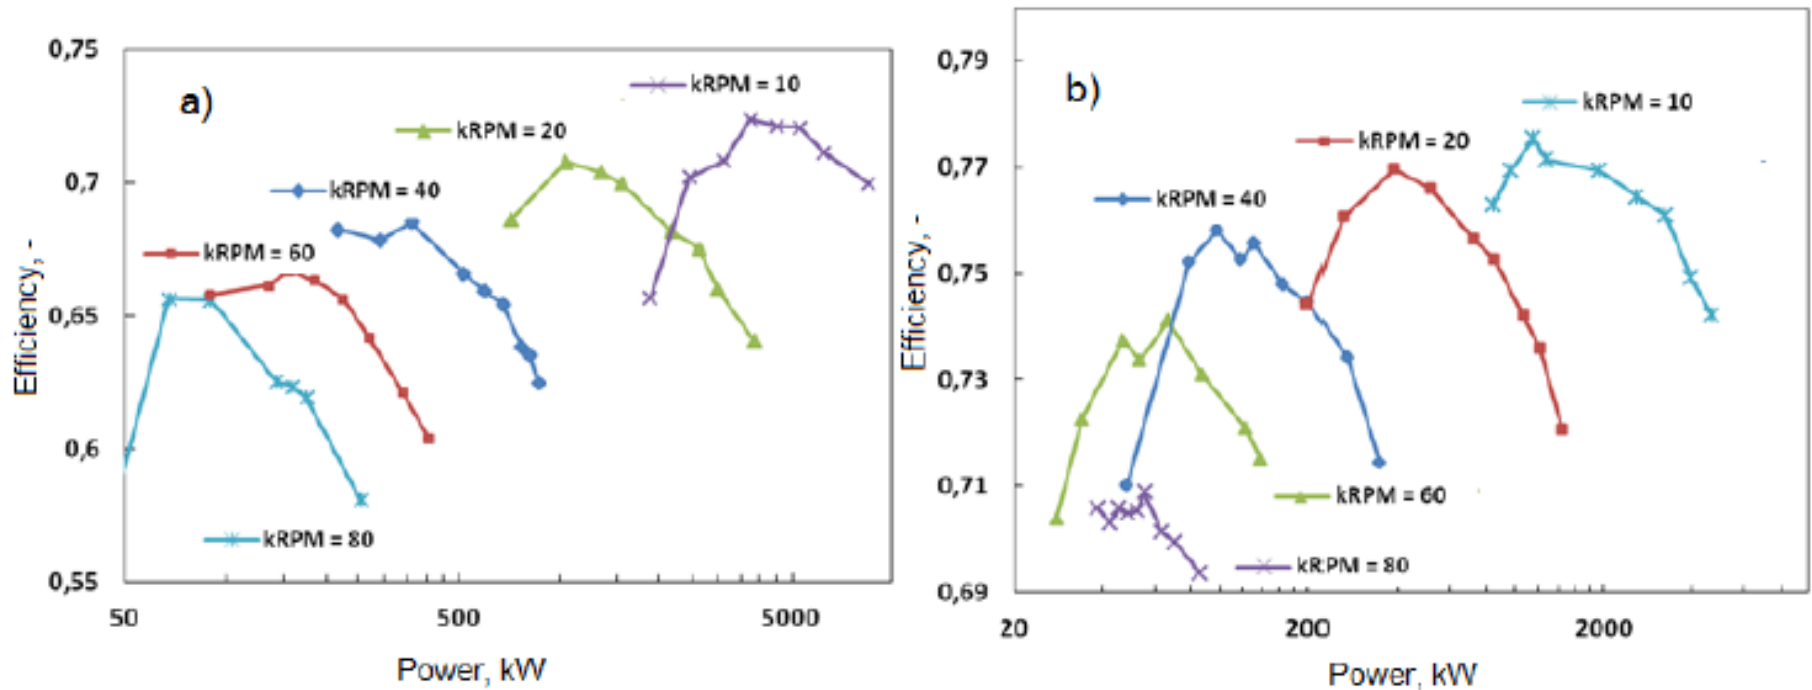 a)
0,75
0,7
0,65
0,6
0,55
Efficiency, -
kRPM = 10
kRPM = 20
kRPM = 40
kRPM = 60
kRPM = 80
50
500
5000
Power, kW
b)
0,79
0,77
0,75
0,73
0,71
0,69
Efficiency, -
kRPM = 10
kRPM = 20
kRPM = 40
kRPM = 60
kRPM = 80
20
200
2000
Power, kW